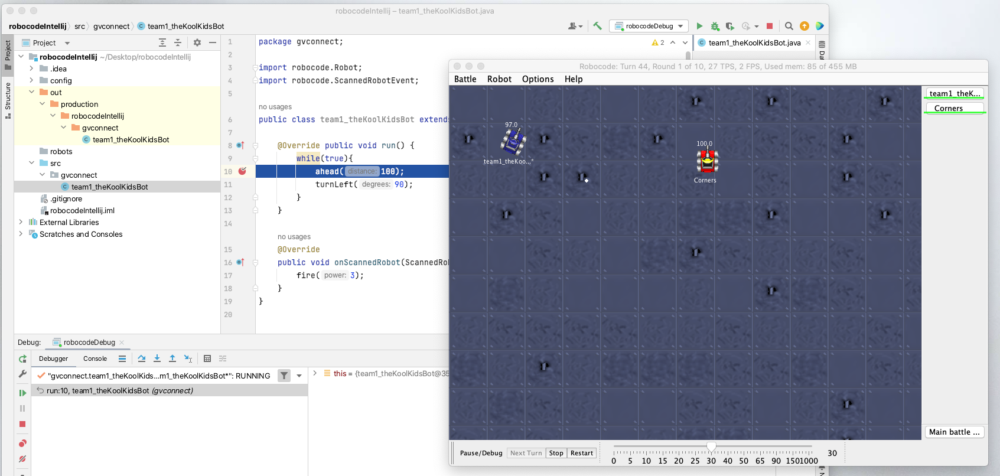 robocodeIntellij – team1_theKoolKidsBot.java
robocodeIntellij
src
gvconnect
team1_theKoolKidsBot
robocodeDebug
Project
Project
robocodeIntellij ~/Desktop/robocodeIntellij
.idea
config
out
production
robocodeIntellij
gvconnect
team1_theKoolKidsBot
robots
src
gvconnect
team1_theKoolKidsBot
.gitignore
robocodeIntellij.iml
External Libraries
Scratches and Consoles
Structure
1 package gvconnect;
2
3 import robocode.Robot;
4 import robocode.ScannedRobotEvent;
5
no usages
6 public class team1_theKoolKidsBot extends
7
8 @Override public void run() {
9 while(true){
10 ahead( distance: 100);
11 turnLeft( degrees: 90);
12 }
13 }
14
no usages
15 @Override
16 public void onScannedRobot(ScannedRo
17 fire( power: 3);
18 }
19 }
20
2
team1_theKoolKidsBot.java
Da
Robocode: Turn 44, Round 1 of 10, 27 TPS, 2 FPS, Used mem: 85 of 455 MB
Battle Robot Options Help
97.0
team1_theKoo...*
100.0
Corners
team1_theK...
Corners
Main battle ...
Pause/Debug Next Turn Stop Restart
0 5 10 15 20 25 30 40 50 65 90 1501000
30
Debug: robocodeDebug
Debugger Console
"gvconnect.team1_theKoolKids...m1_theKoolKidsBot*": RUNNING
run:10, team1_theKoolKidsBot (gvconnect)
this = {team1_theKoolKidsBot@35